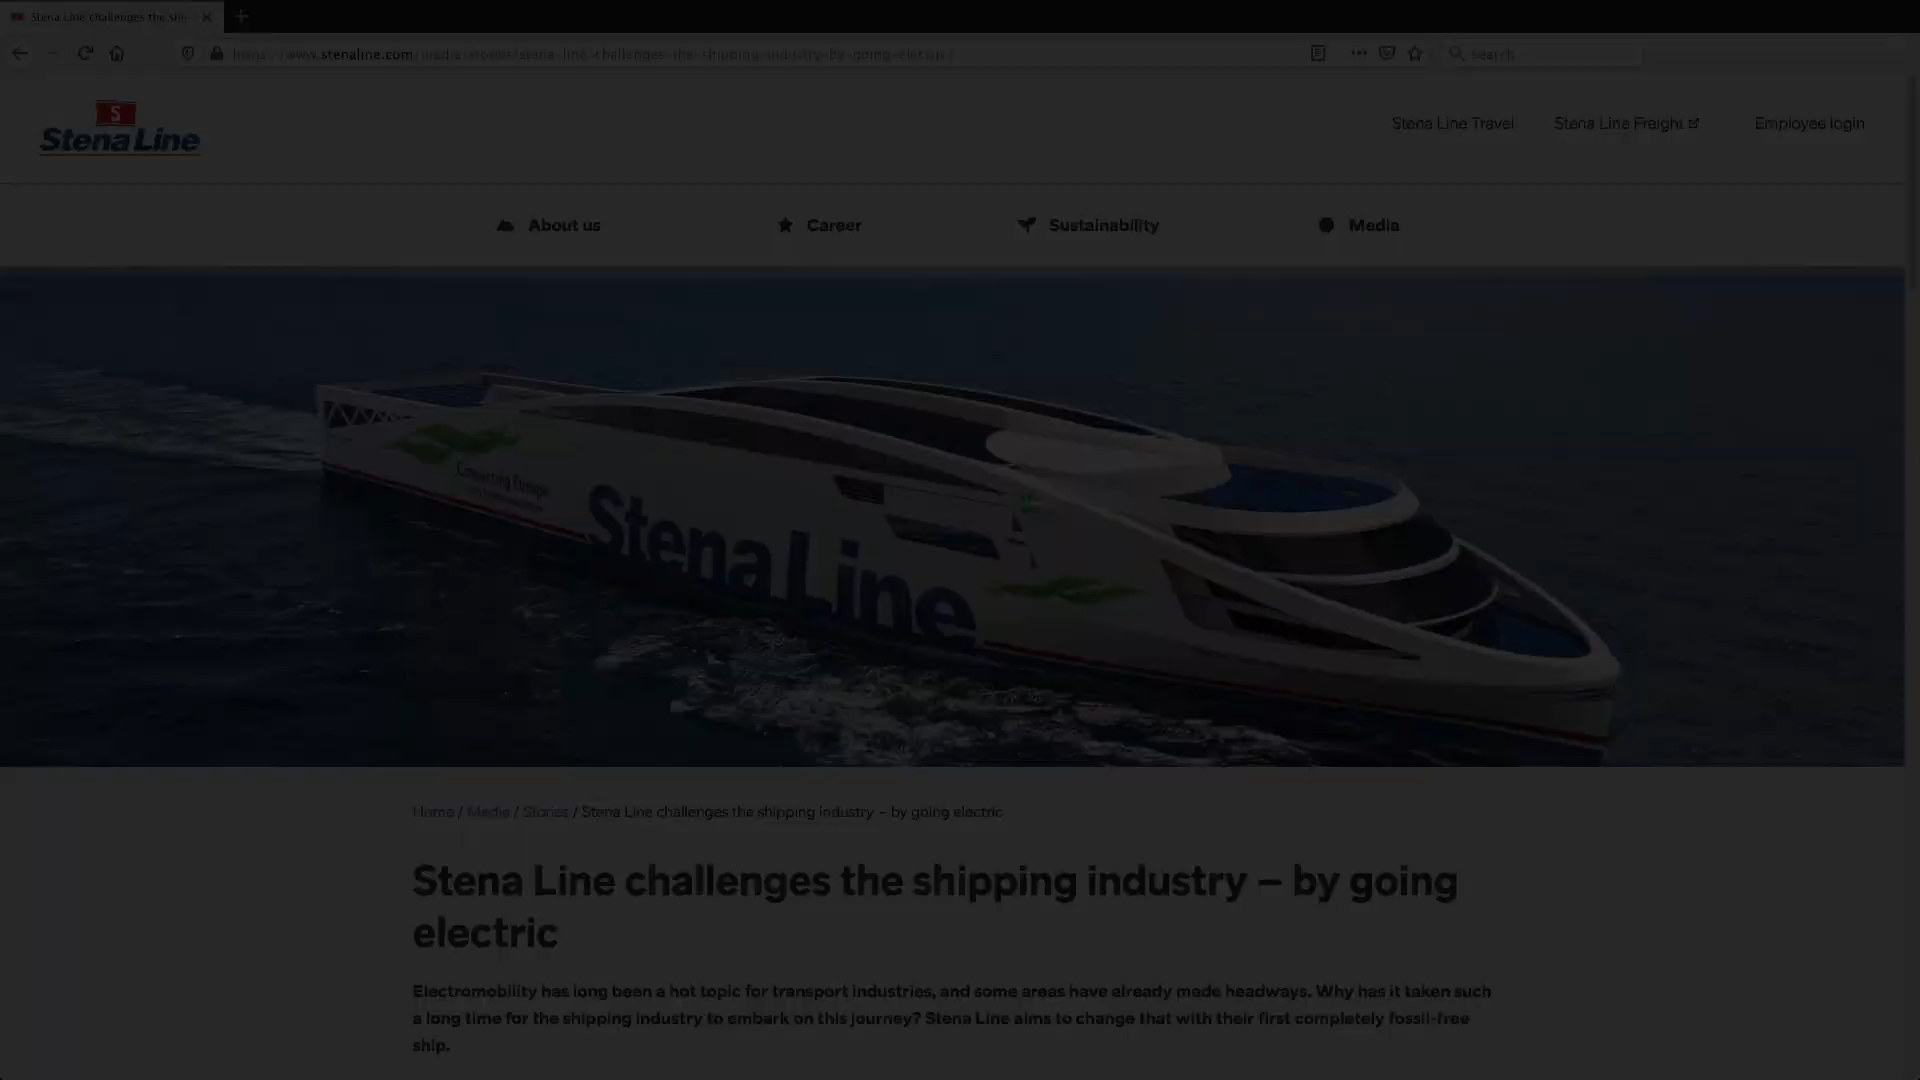 Stena Line challenges the ship
https://www.stenaline.com/media/stories/stena-line-challenges-the-shipping-industry-by-going-electric/
Search
S
Stena Line
Stena Line Travel
Stena Line Freight
Employee login
About us
Career
Sustainability
Media
Connecting Europe
Stena Line
Home / Media / Stories / Stena Line challenges the shipping industry – by going electric
Stena Line challenges the shipping industry – by going
electric
Electromobility has long been a hot topic for transport industries, and some areas have already made headways. Why has it taken such
a long time for the shipping industry to embark on this journey? Stena Line aims to change that with their first completely fossil-free
ship.